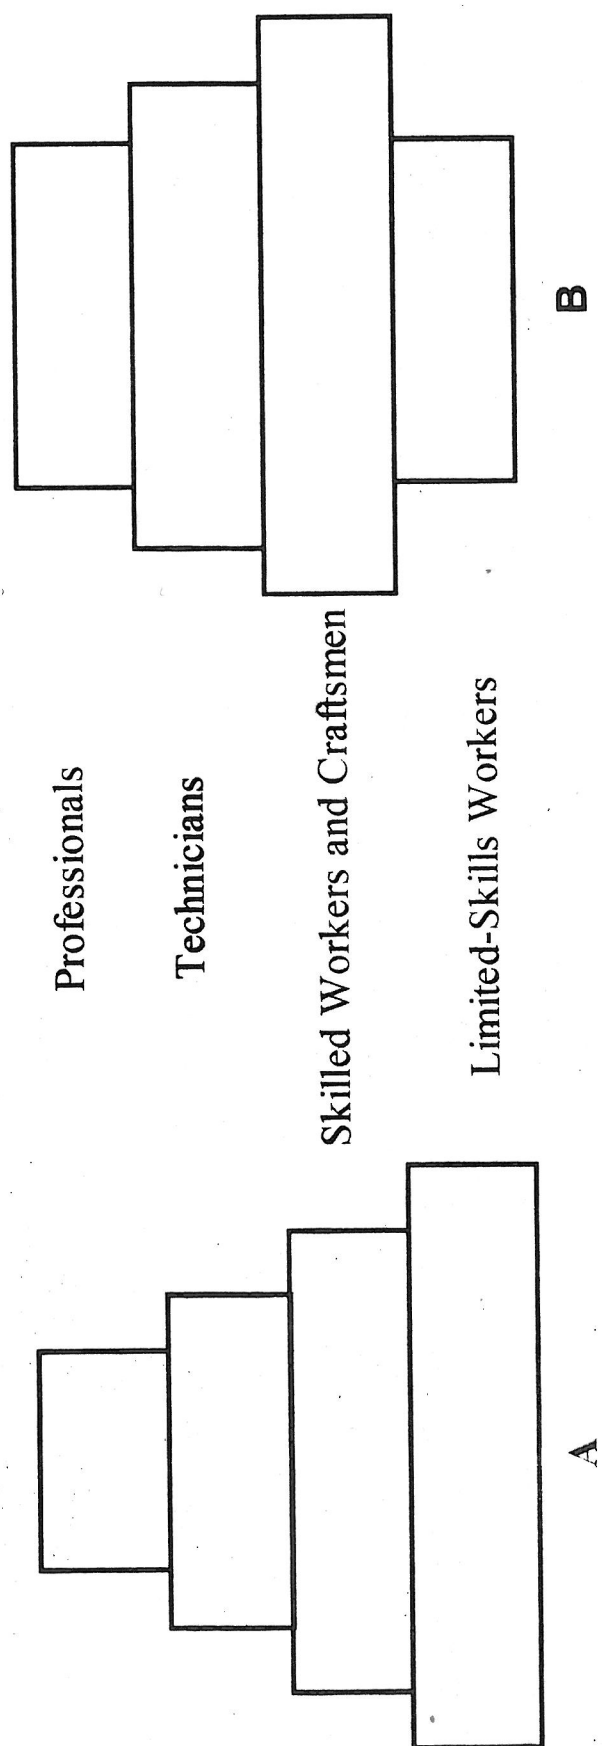 Professionals
Technicians
Skilled Workers and Craftsmen
Limited-Skills Workers
A
B